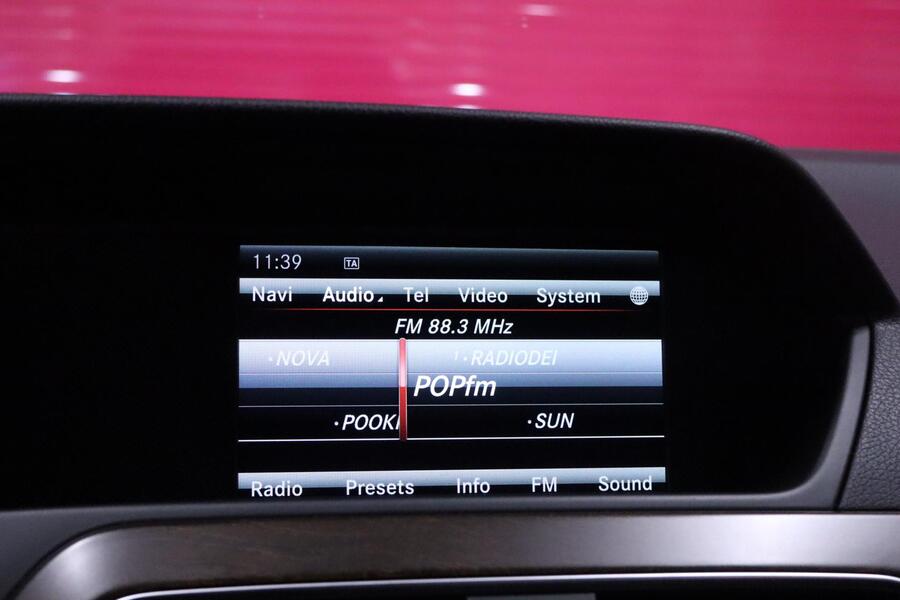 11:39 TA
Navi Audio Tel Video System
FM 88.3 MHz
·NOVA 1·RADIODEI
POPfm
·POOKI ·SUN
Radio Presets Info FM Sound